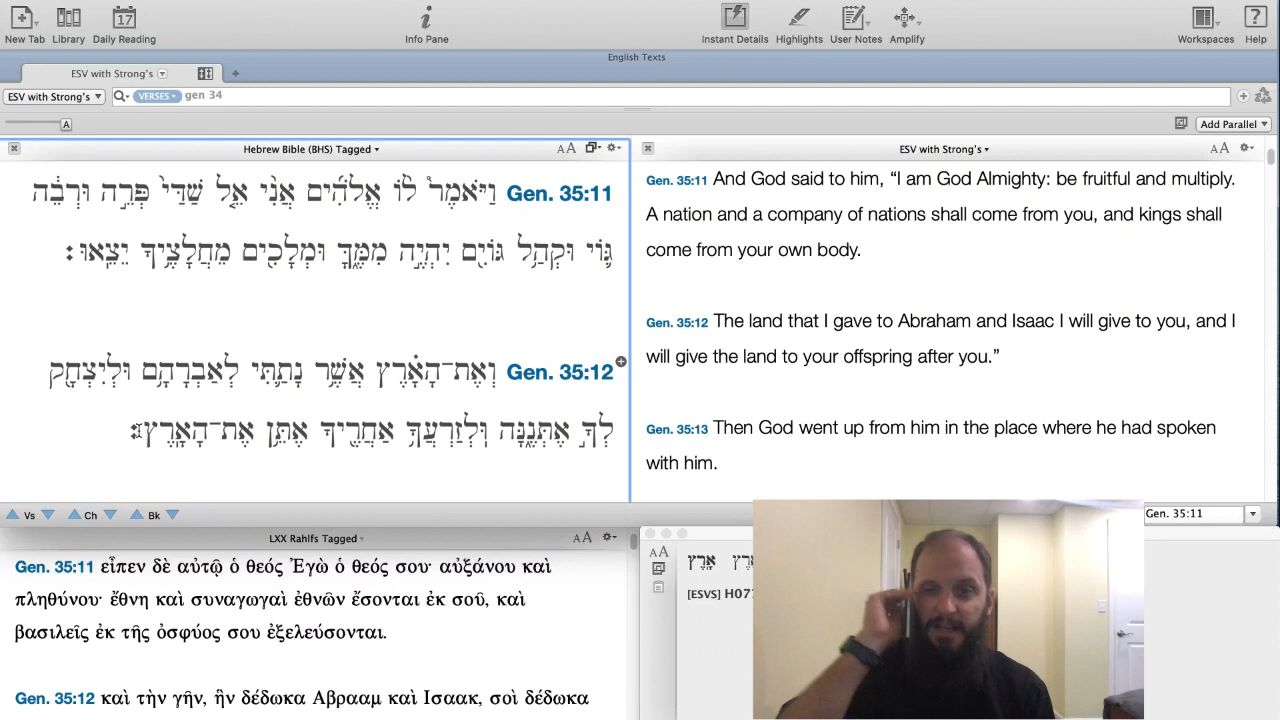 New Tab
Library
Daily Reading
17
Info Pane
Instant Details
Highlights
User Notes
Amplify
Workspaces
Help
English Texts
ESV with Strong's
ESV with Strong's
VERSES
gen 34
A
Add Parallel
Hebrew Bible (BHS) Tagged
AA
Gen. 35:11 וַיֹּאמֶר֩ ל֨וֹ אֱלֹהִ֜ים אֲנִ֨י אֵ֤ל שַׁדַּי֙ פְּרֵ֣ה וּרְבֵ֔ה
גּ֛וֹי וּקְהַ֥ל גּוֹיִ֖ם יִהְיֶ֣ה מִמֶּ֑ךָּ וּמְלָכִ֖ים מֵחֲלָצֶ֥יךָ יֵצֵֽאוּ׃
Gen. 35:12 וְאֶת־הָאָ֗רֶץ אֲשֶׁ֥ר נָתַ֛תִּי לְאַבְרָהָ֥ם וּלְיִצְחָ֖ק
לְךָ֣ אֶתְּנֶ֑נָּה וּֽלְזַרְעֲךָ֥ אַחֲרֶ֖יךָ אֶתֵּ֥ן אֶת־הָאָֽרֶץ׃
ESV with Strong's
AA
Gen. 35:11 And God said to him, “I am God Almighty: be fruitful and multiply.
A nation and a company of nations shall come from you, and kings shall
come from your own body.
Gen. 35:12 The land that I gave to Abraham and Isaac I will give to you, and I
will give the land to your offspring after you.”
Gen. 35:13 Then God went up from him in the place where he had spoken
with him.
Vs
Ch
Bk
Gen. 35:11
LXX Rahlfs Tagged
AA
Gen. 35:11 εἶπεν δὲ αὐτῷ ὁ θεός Ἐγὼ ὁ θεός σου· αὐξάνου καὶ
πληθύνου· ἔθνη καὶ συναγωγαὶ ἐθνῶν ἔσονται ἐκ σοῦ, καὶ
βασιλεῖς ἐκ τῆς ὀσφύος σου ἐξελεύσονται.
Gen. 35:12 καὶ τὴν γῆν, ἣν δέδωκα Αβρααμ καὶ Ισαακ, σοὶ δέδωκα
AA
אֶרֶץ
[ESVS]